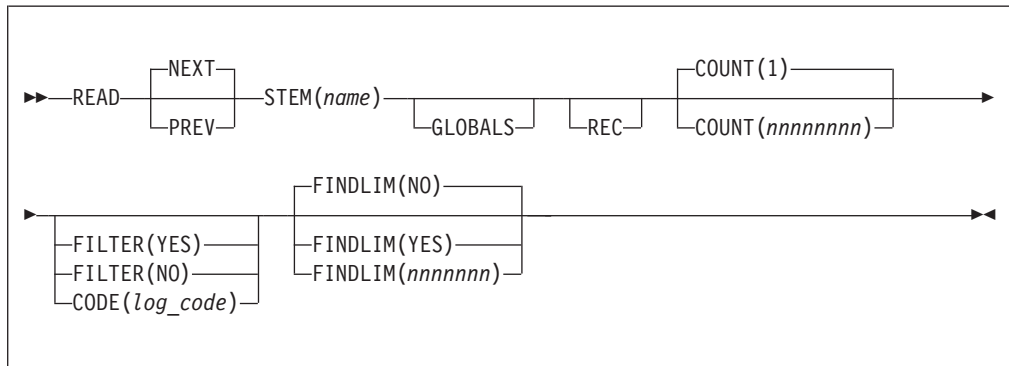 NEXT COUNT(1)
READ STEM(name)
PREV GLOBALS REC COUNT(nnnnnnnn)
FINDLIM(NO)
FILTER(YES) FINDLIM(YES)
FILTER(NO) FINDLIM(nnnnnnn)
CODE(log_code)